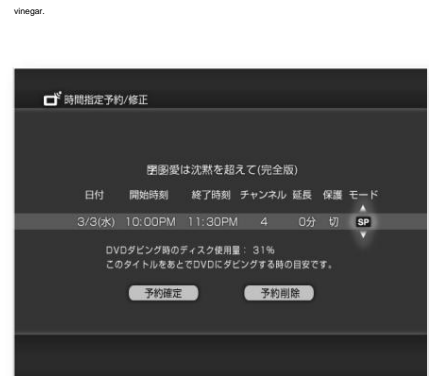 vinegar.
時間指定予約/修正
愛は沈黙を超えて(完全版)
日付 開始時刻 終了時刻 チャンネル 延長 保護 モード
3/3(水) 10:00PM 11:30PM 4 0分 切 SP
DVDダビング時のディスク使用量: 31%
このタイトルをあとでDVDにダビングする時の目安です。
予約確定 予約削除